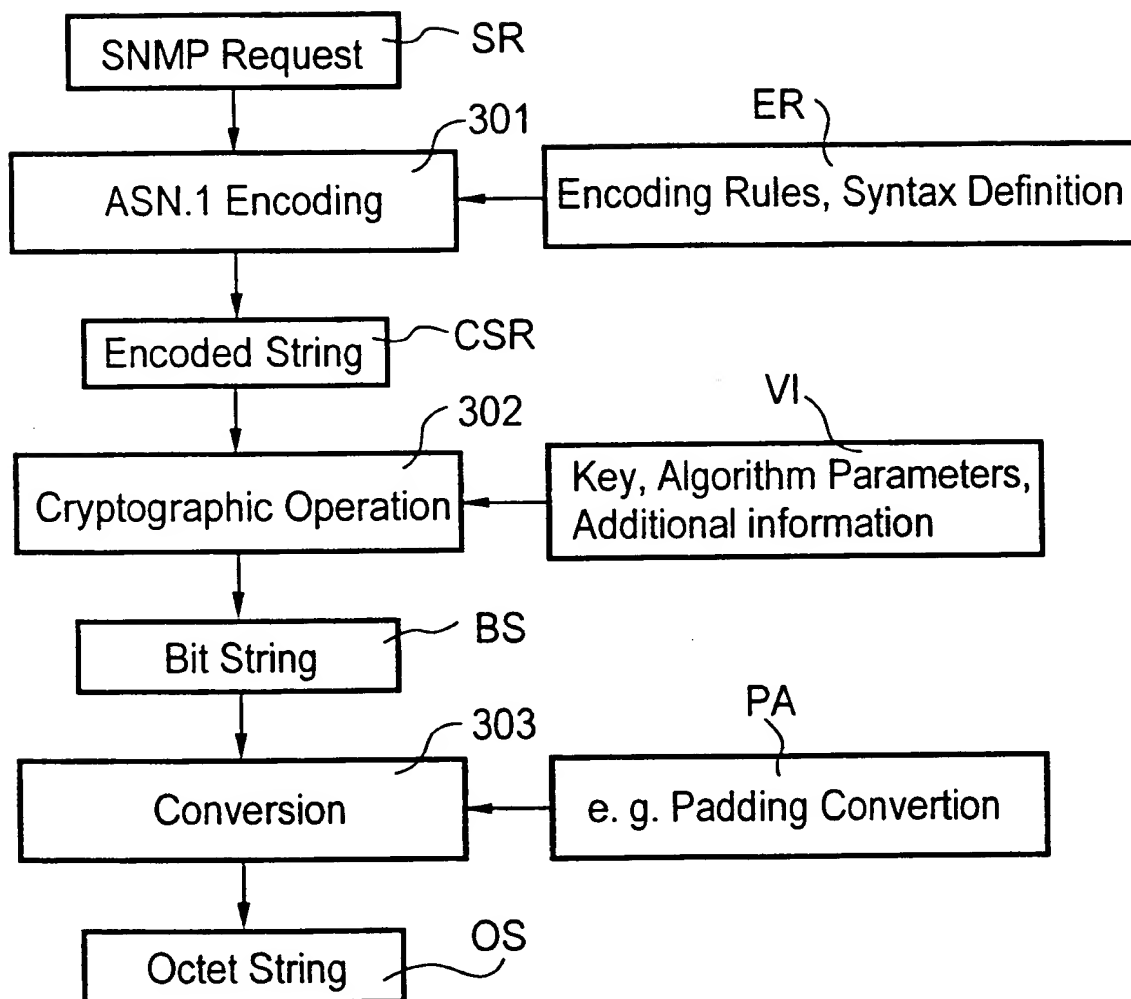 SNMP Request
SR
301
ASN.1 Encoding
ER
Encoding Rules, Syntax Definition
Encoded String
CSR
302
Cryptographic Operation
VI
Key, Algorithm Parameters,
Additional information
Bit String
BS
303
Conversion
PA
e. g. Padding Convertion
Octet String
OS